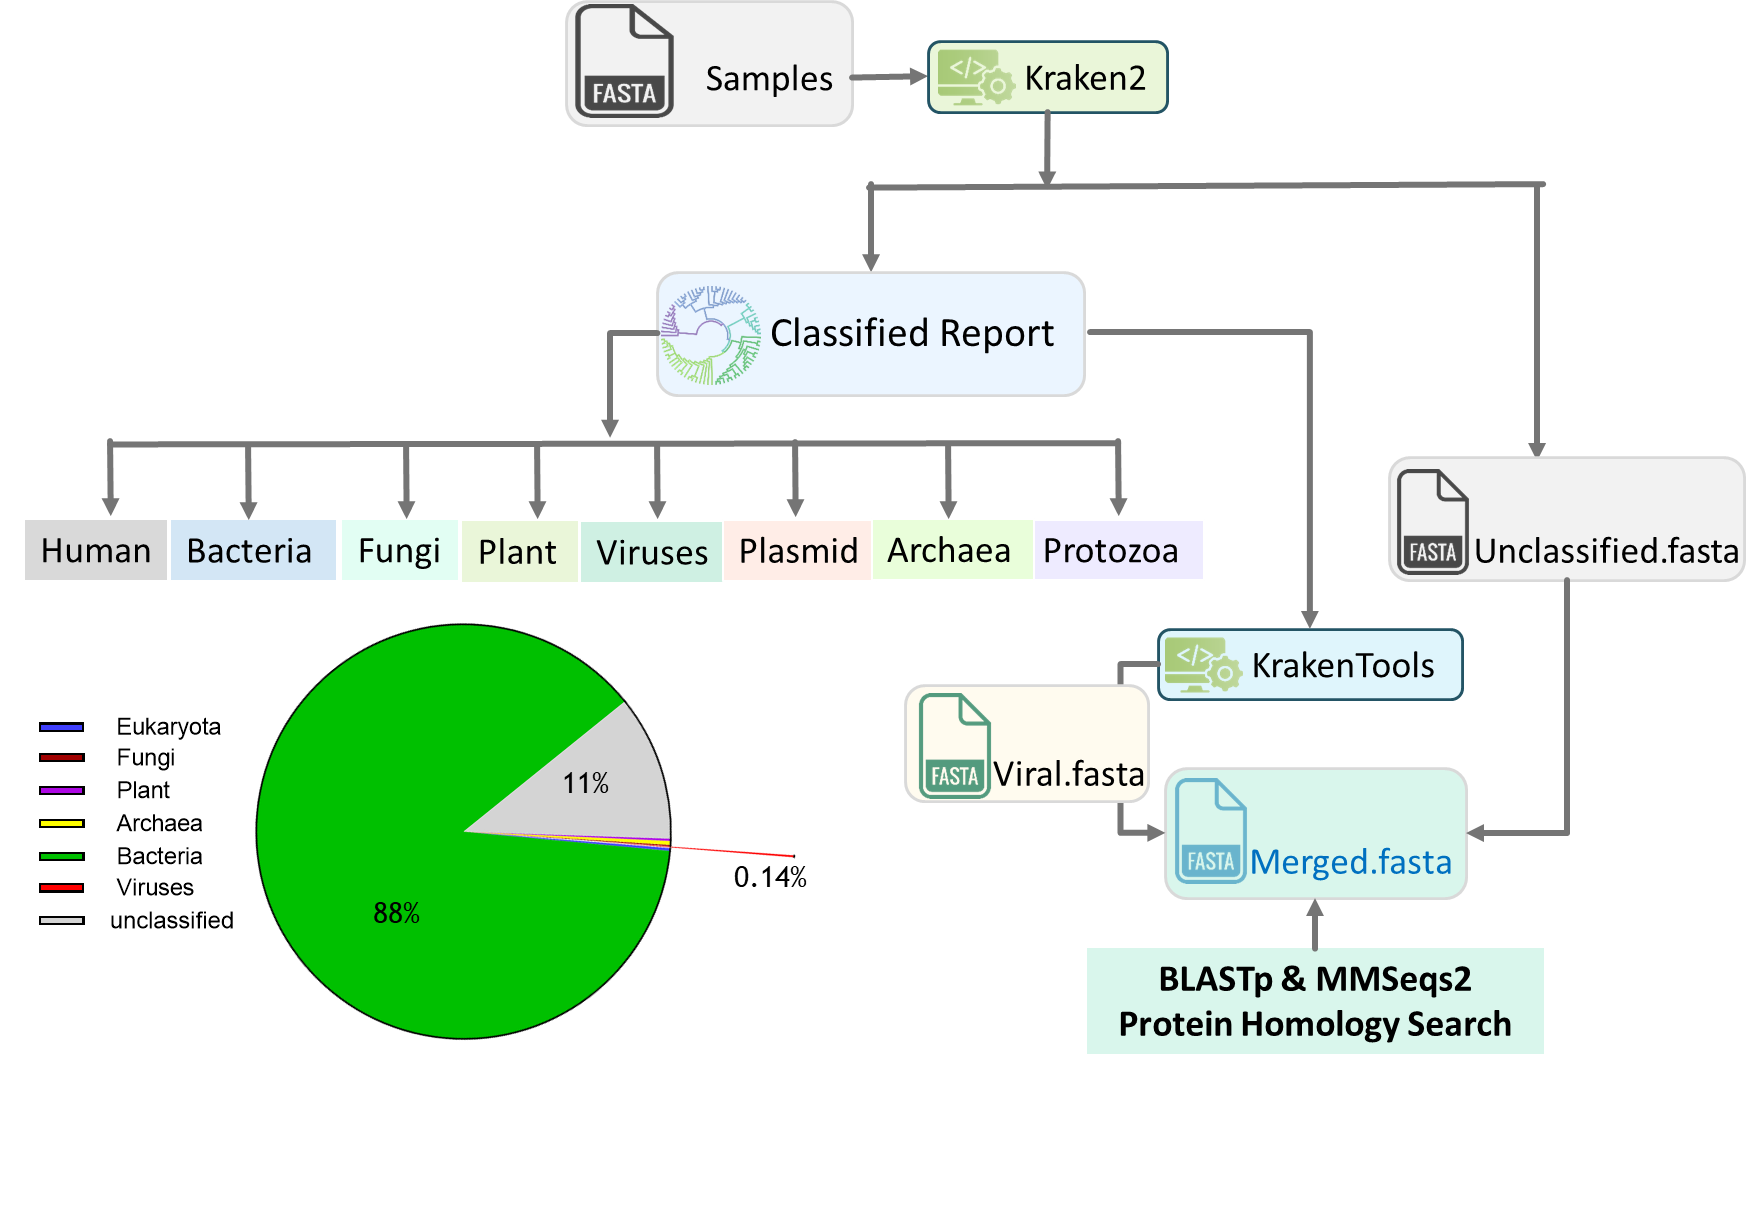 FASTA
Samples
Kraken2
Classified Report
Human
Bacteria
Fungi
Plant
Viruses
Plasmid
Archaea
Protozoa
FASTA
Unclassified.fasta
KrakenTools
FASTA
Viral.fasta
FASTA
Merged.fasta
BLASTp & MMSeqs2
Protein Homology Search
Eukaryota
Fungi
Plant
Archaea
Bacteria
Viruses
unclassified
11%
0.14%
88%